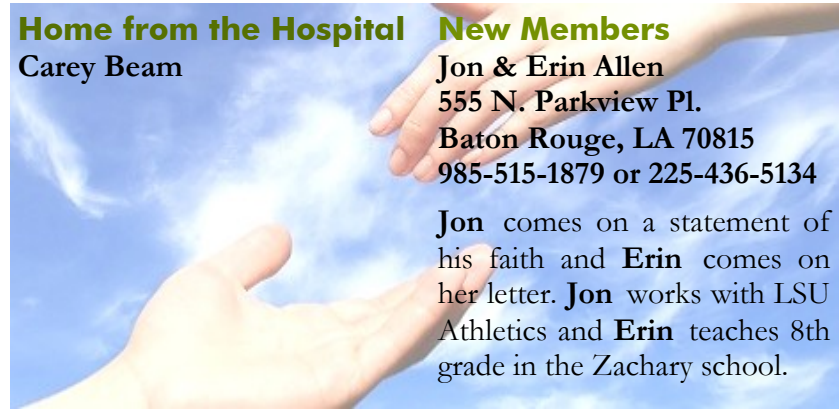 Home from the Hospital
Carey Beam
New Members
Jon & Erin Allen
555 N. Parkview Pl.
Baton Rouge, LA 70815
985-515-1879 or 225-436-5134
Jon comes on a statement of
his faith and Erin comes on
her letter. Jon works with LSU
Athletics and Erin teaches 8th
grade in the Zachary school.